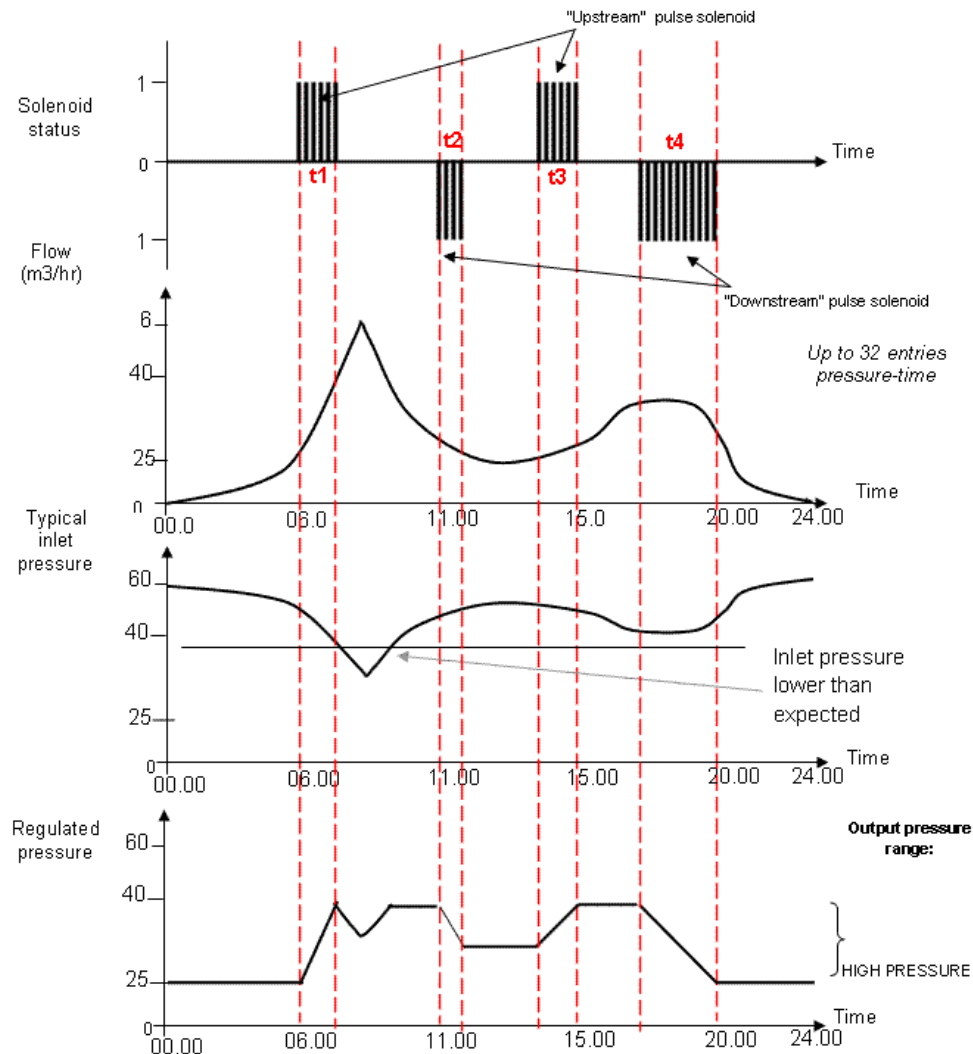 "Upstream" pulse solenoid
1
Solenoid
status
t2
t4
0
Time
t1
t3
1
Flow
(m3/hr)
"Downstream" pulse solenoid
6
Up to 32 entries
pressure-time
40
25
0
Time
00.0
06.0
11.00
15.00
20.00
24.00
Typical
inlet
pressure
60
40
Inlet pressure
lower than
expected
25
0
Time
00.00
06.00
11.00
15.00
20.00
24.00
Regulated
pressure
Output pressure
range:
60
40
HIGH PRESSURE
25
0
Time
00.00
06.00
11.00
15.00
20.00
24.00